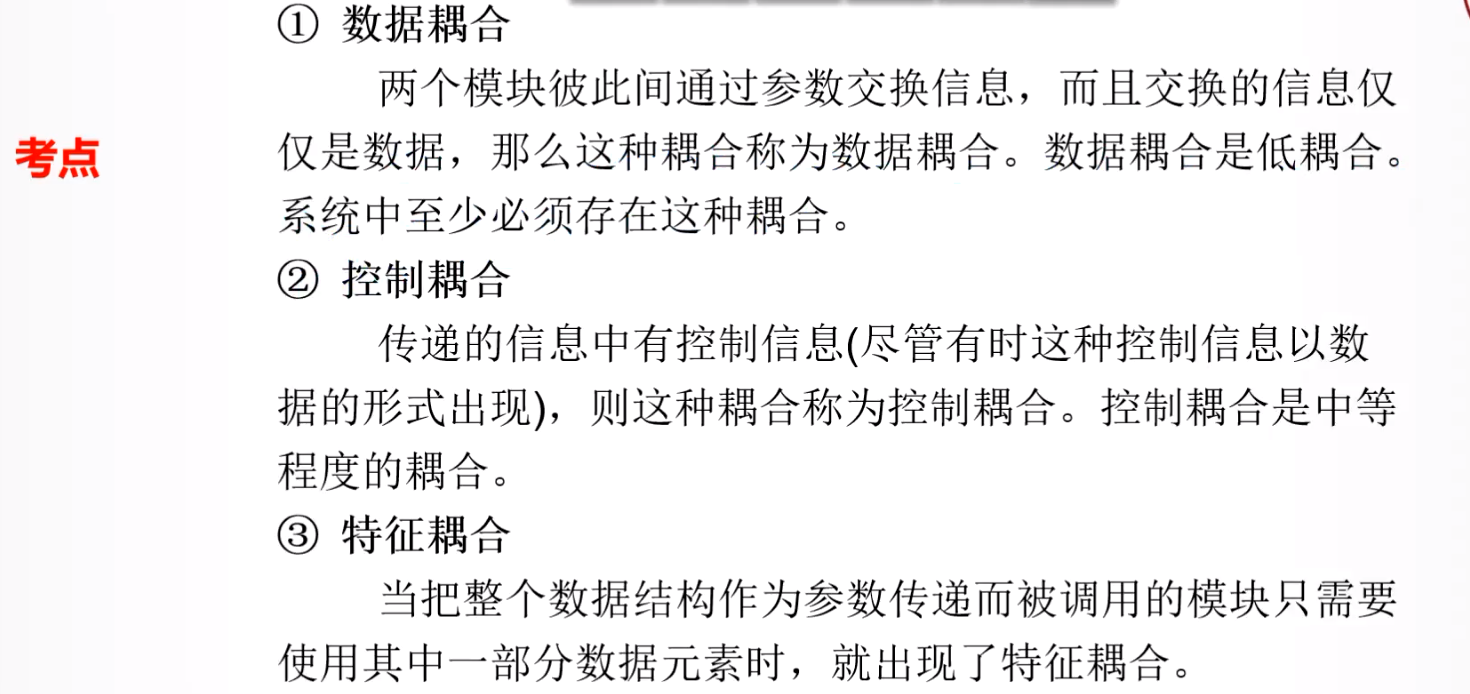 ① 数据耦合
两个模块彼此间通过参数交换信息，而且交换的信息仅
考点
仅是数据，那么这种耦合称为数据耦合。数据耦合是低耦合。
系统中至少必须存在这种耦合。
② 控制耦合
传递的信息中有控制信息(尽管有时这种控制信息以数
据的形式出现)，则这种耦合称为控制耦合。控制耦合是中等
程度的耦合。
③ 特征耦合
当把整个数据结构作为参数传递而被调用的模块只需要
使用其中一部分数据元素时，就出现了特征耦合。